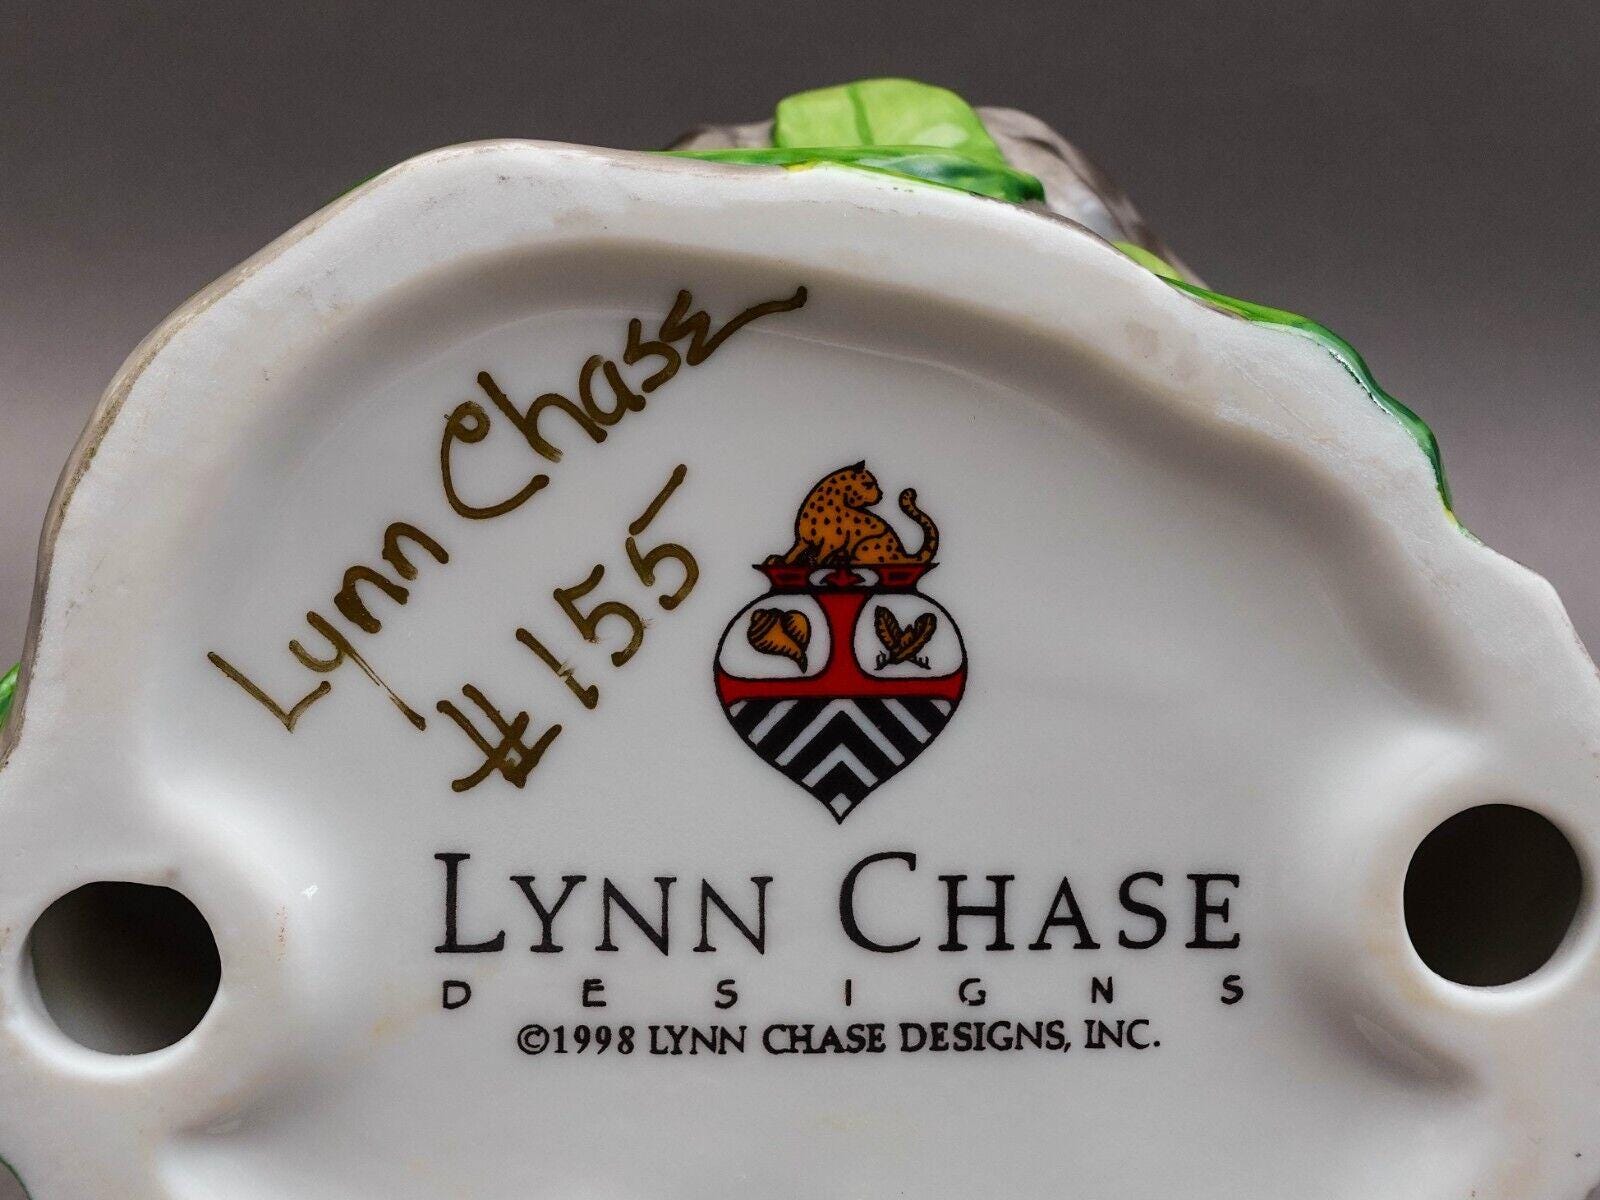 Lynn Chase
#155
LYNN CHASE
DESIGNS
©1998 LYNN CHASE DESIGNS, INC.